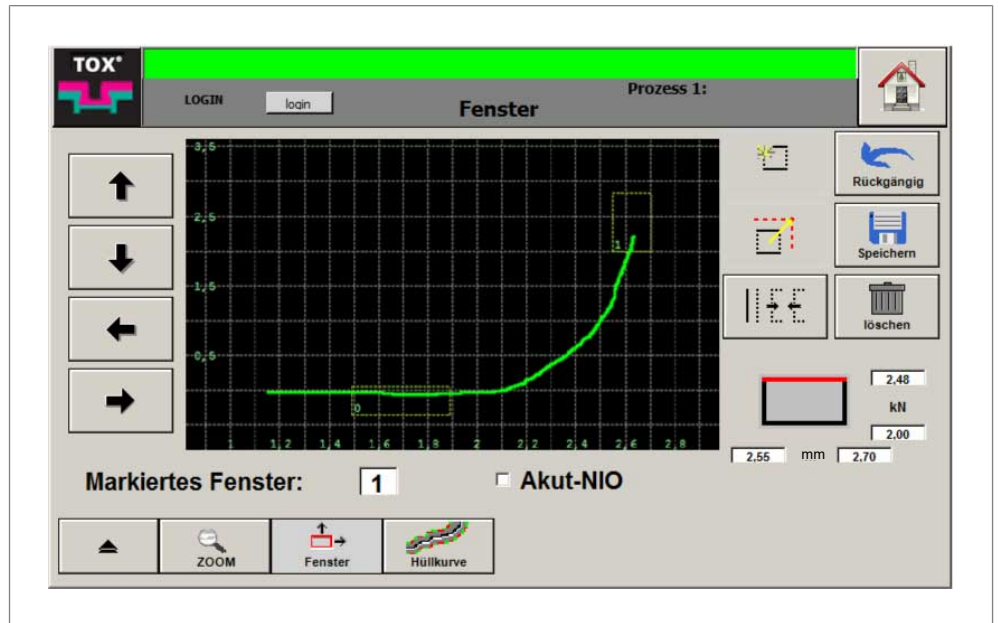 TOX®
LOGIN
login
Fenster
Prozess 1:
3,5
2,5
1,5
0,5
1
0
1 1,2 1,4 1,6 1,8 2 2,2 2,4 2,6 2,8
Rückgängig
Speichern
löschen
2,48
kN
2,00
2,55 mm 2,70
Markiertes Fenster: 1 Akut-NIO
ZOOM
Fenster
Hüllkurve